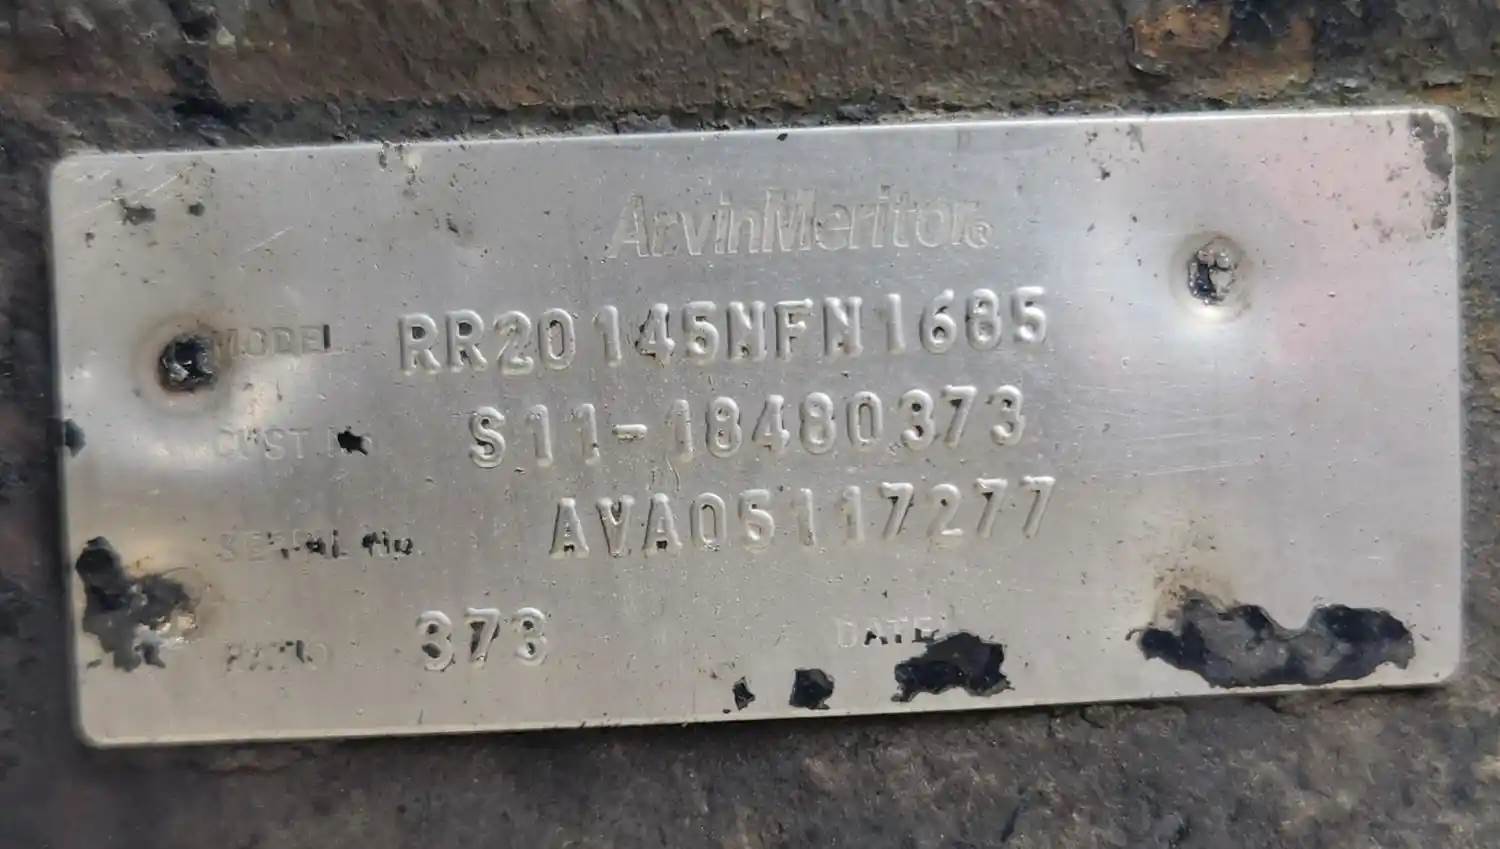 ArvinMeritor®
MODEL RR20145NFN1685
CUST. No. S11-18480373
SERIAL No. AVA05117277
RATIO 373 DATE